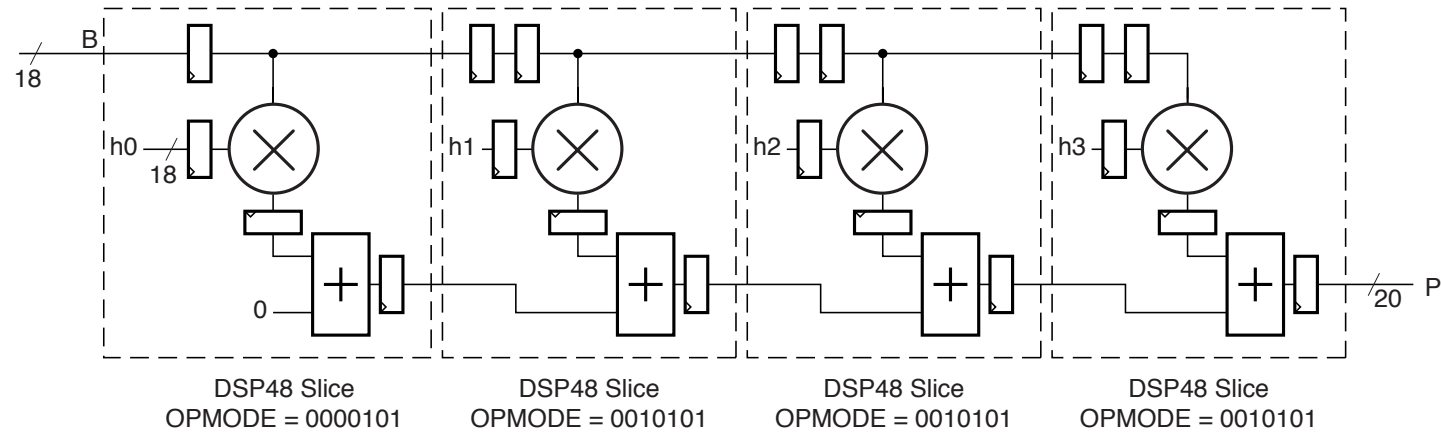 B
18
h0
18
h1
h2
h3
0
20
P
DSP48 Slice
OPMODE = 0000101
DSP48 Slice
OPMODE = 0010101
DSP48 Slice
OPMODE = 0010101
DSP48 Slice
OPMODE = 0010101